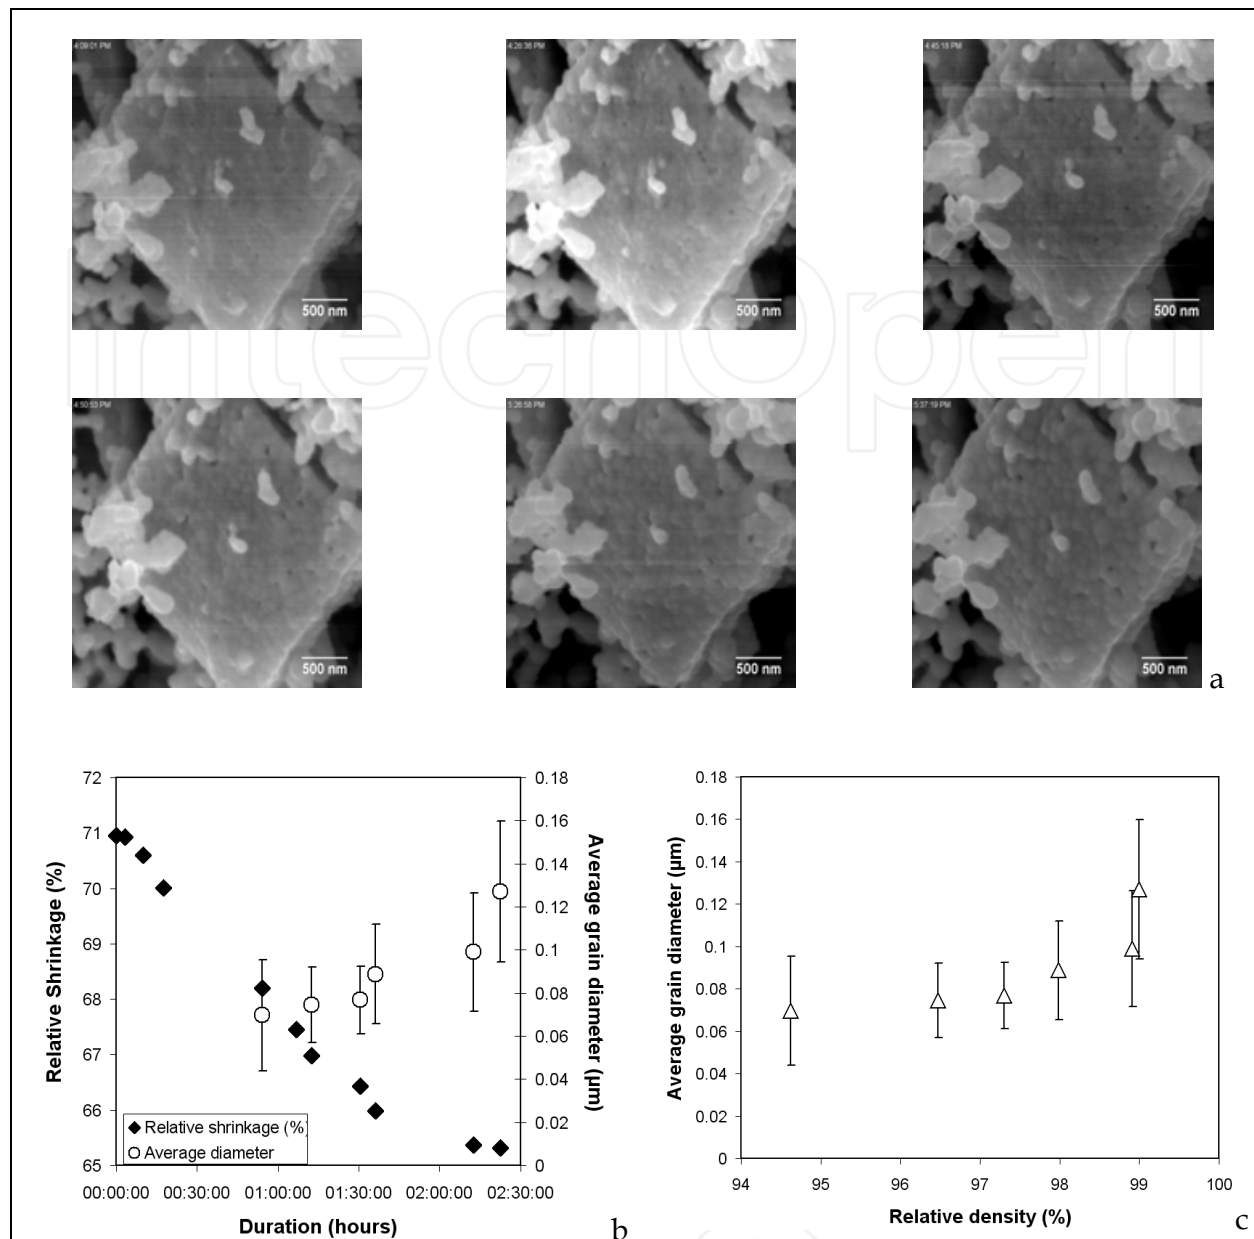 4:09:01 PM
4:26:36 PM
4:45:18 PM
500 nm
500 nm
500 nm
4:50:53 PM
5:26:58 PM
5:37:19 PM
500 nm
500 nm
500 nm
a
IntechOpen
72
71
70
69
68
67
66
65
Relative Shrinkage (%)
0.18
0.16
0.14
0.12
0.1
0.08
0.06
0.04
0.02
0
Average grain diameter (µm)
Relative shrinkage (%)
Average diameter
00:00:00 00:30:00 01:00:00 01:30:00 02:00:00 02:30:00
Duration (hours)
b
0.18
0.16
0.14
0.12
0.1
0.08
0.06
0.04
0.02
0
Average grain diameter (µm)
94 95 96 97 98 99 100
Relative density (%)
c